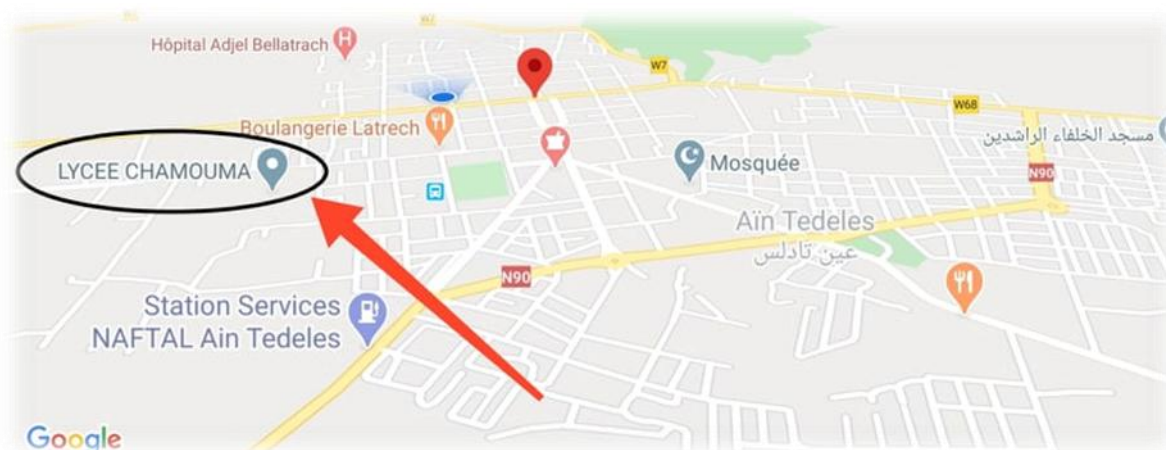 W7
Hôpital Adjel Bellatrach
H
W7
W68
Boulangerie Latrech
مسجد الخلفاء الراشدين
LYCEE CHAMOUMA
Mosquée
N90
Aïn Tedeles
عين تادلس
N90
Station Services
NAFTAL Ain Tedeles
Google